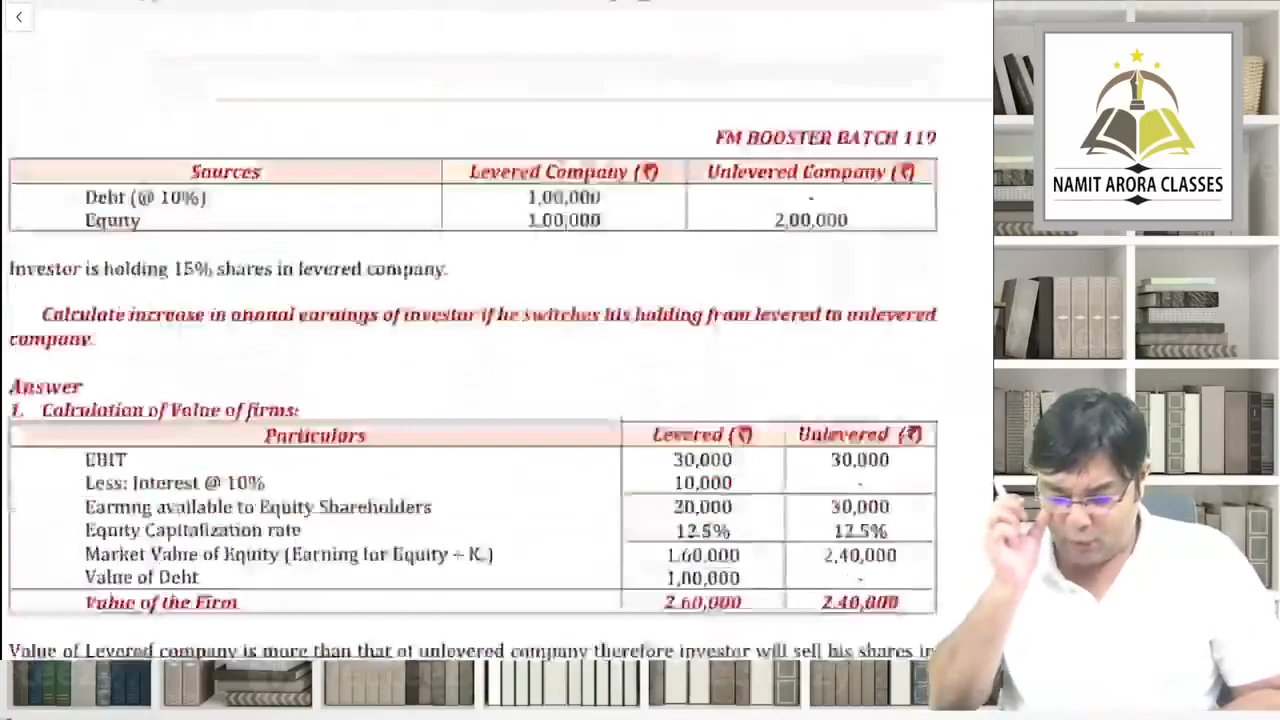 FM BOOSTER BATCH 119
Sources Levered Company (₹) Unlevered Company (₹)
Debt (@ 10%) 1,00,000 -
Equity 1,00,000 2,00,000
Investor is holding 15% shares in levered company.
Calculate increase in annual earnings of investor if he switches his holding from levered to unlevered
company.
Answer
1. Calculation of Value of firms:
Particulars Levered (₹) Unlevered (₹)
EBIT 30,000 30,000
Less: Interest @ 10% 10,000 -
Earning available to Equity Shareholders 20,000 30,000
Equity Capitalization rate 12.5% 12.5%
Market Value of Equity (Earning for Equity ÷ Ke) 1,60,000 2,40,000
Value of Debt 1,00,000 -
Value of the Firm 2,60,000 2,40,000
Value of Levered company is more than that of unlevered company therefore investor will sell his shares in
NAMIT ARORA CLASSES